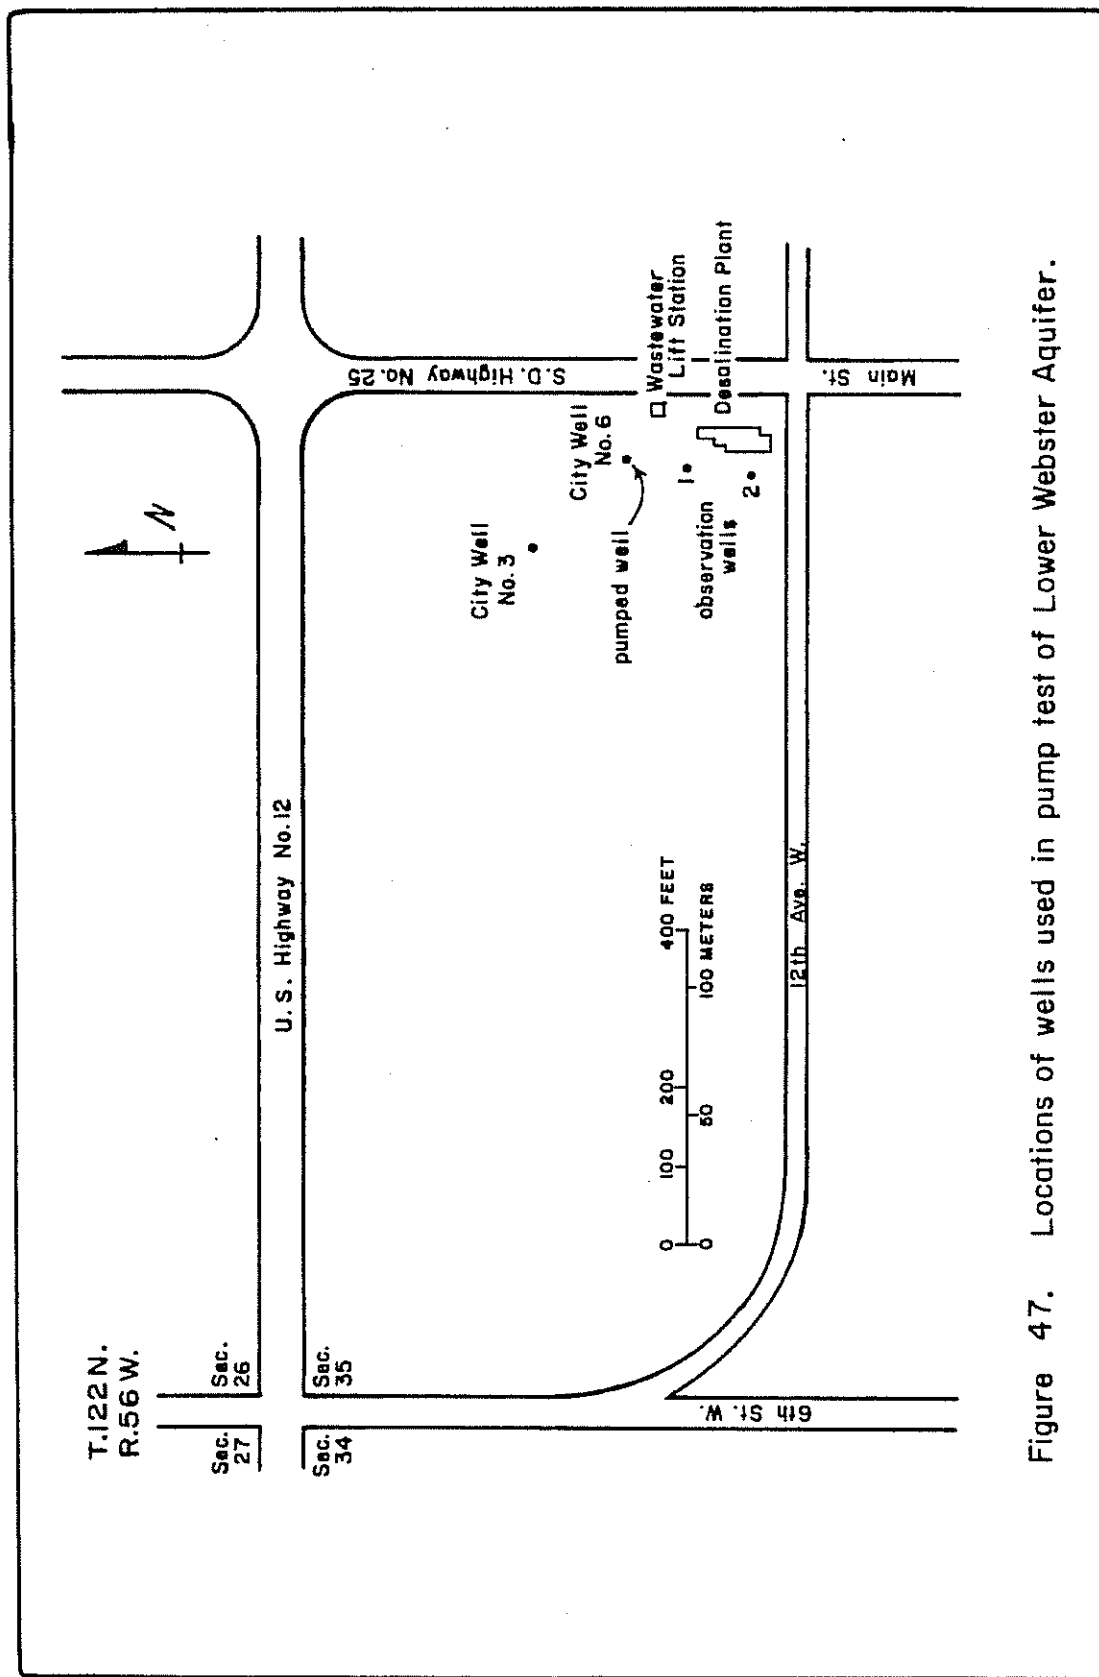 T.122 N.
R.56 W.
Sec.
27
Sec.
26
Sec.
34
Sec.
35
N
U.S. Highway No.12
S.D. Highway No.25
City Well
No. 3
City Well
No. 6
pumped well
Wastewater
Lift Station
observation
wells
1
2
Desalination Plant
0 100 200 400 FEET
0 50 100 METERS
6th St. W.
12th Ave. W.
Main St.
Figure 47. Locations of wells used in pump test of Lower Webster Aquifer.